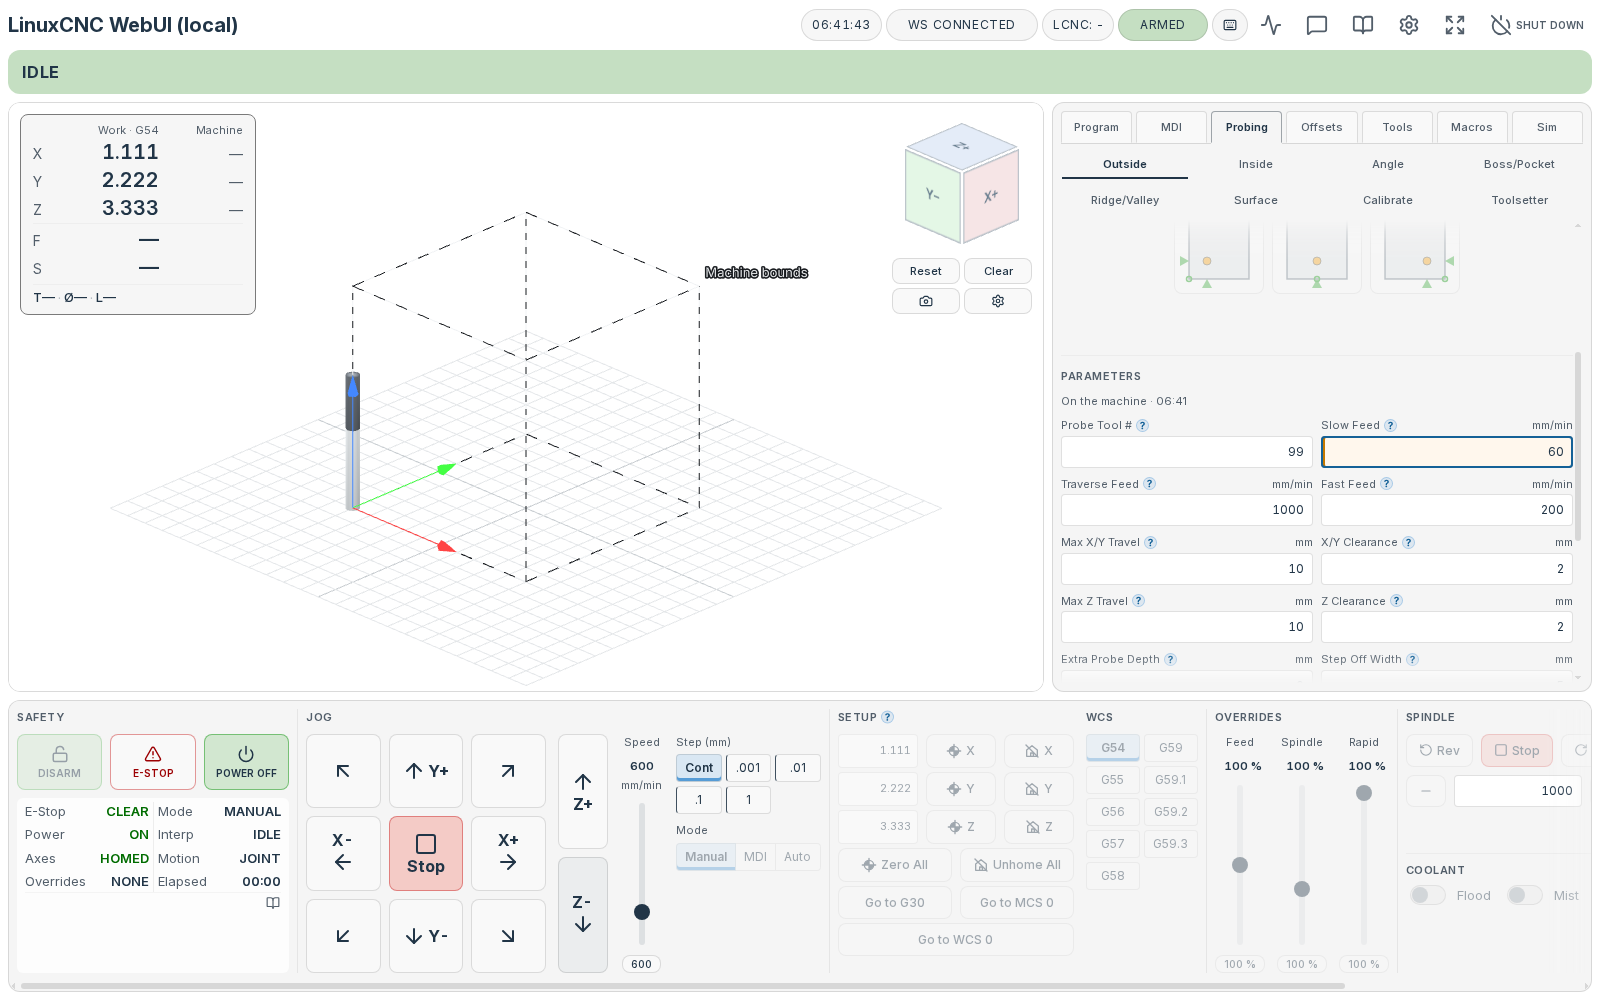 LinuxCNC WebUI (local)
06:41:43
WS CONNECTED
LCNC: -
ARMED
SHUT DOWN
IDLE
Work · G54 Machine
X 1.111 —
Y 2.222 —
Z 3.333 —
F —
S —
T— · Ø— · L—
Machine bounds
Z+
Y-
X+
Reset Clear
Program MDI Probing Offsets Tools Macros Sim
Outside Inside Angle Boss/Pocket
Ridge/Valley Surface Calibrate Toolsetter
PARAMETERS
On the machine · 06:41
Probe Tool # ? Slow Feed ? mm/min
99 60
Traverse Feed ? mm/min Fast Feed ? mm/min
1000 200
Max X/Y Travel ? mm X/Y Clearance ? mm
10 2
Max Z Travel ? mm Z Clearance ? mm
10 2
Extra Probe Depth ? mm Step Off Width ? mm
SAFETY
DISARM E-STOP POWER OFF
E-Stop CLEAR Mode MANUAL
Power ON Interp IDLE
Axes HOMED Motion JOINT
Overrides NONE Elapsed 00:00
JOG
Y+
X-
Stop
X+
Y-
Z+
Z-
Speed
600
mm/min
600
Step (mm)
Cont .001 .01
.1 1
Mode
Manual MDI Auto
SETUP ?
1.111 X X
2.222 Y Y
3.333 Z Z
Zero All Unhome All
Go to G30 Go to MCS 0
Go to WCS 0
WCS
G54 G59
G55 G59.1
G56 G59.2
G57 G59.3
G58
OVERRIDES
Feed Spindle Rapid
100 % 100 % 100 %
100 % 100 % 100 %
SPINDLE
Rev Stop
1000
COOLANT
Flood Mist